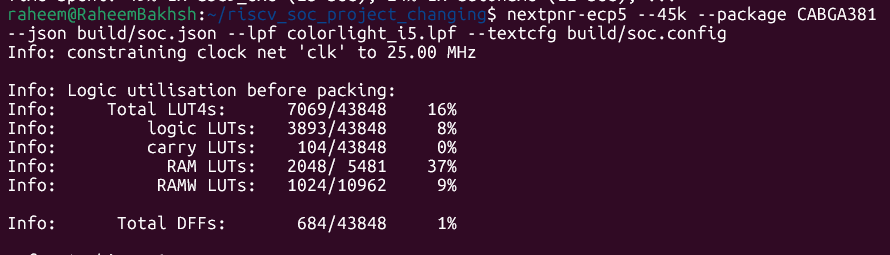 raheem@RaheemBakhsh:~/riscv_soc_project_changing$ nextpnr-ecp5 --45k --package CABGA381
--json build/soc.json --lpf colorlight_i5.lpf --textcfg build/soc.config
Info: constraining clock net 'clk' to 25.00 MHz
Info: Logic utilisation before packing:
Info:     Total LUT4s:      7069/43848    16%
Info:         logic LUTs:   3893/43848     8%
Info:         carry LUTs:    104/43848     0%
Info:           RAM LUTs:   2048/ 5481    37%
Info:          RAMW LUTs:   1024/10962     9%
Info:      Total DFFs:       684/43848     1%